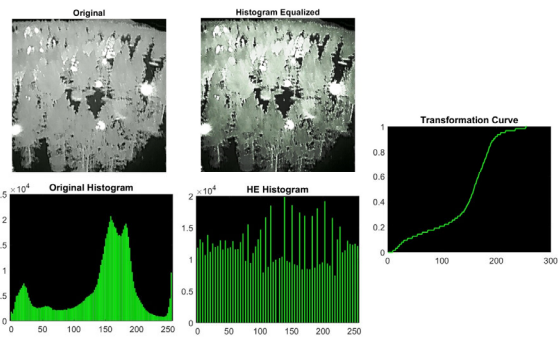 Original
Histogram Equalized
Original Histogram
HE Histogram
Transformation Curve
×10⁴
.5
2
1.5
1
0.5
0
0 50 100 150 200 250
×10⁴
2
1.5
1
0.5
0
0 50 100 150 200 250
1
0.8
0.6
0.4
0.2
0
0 100 200 300